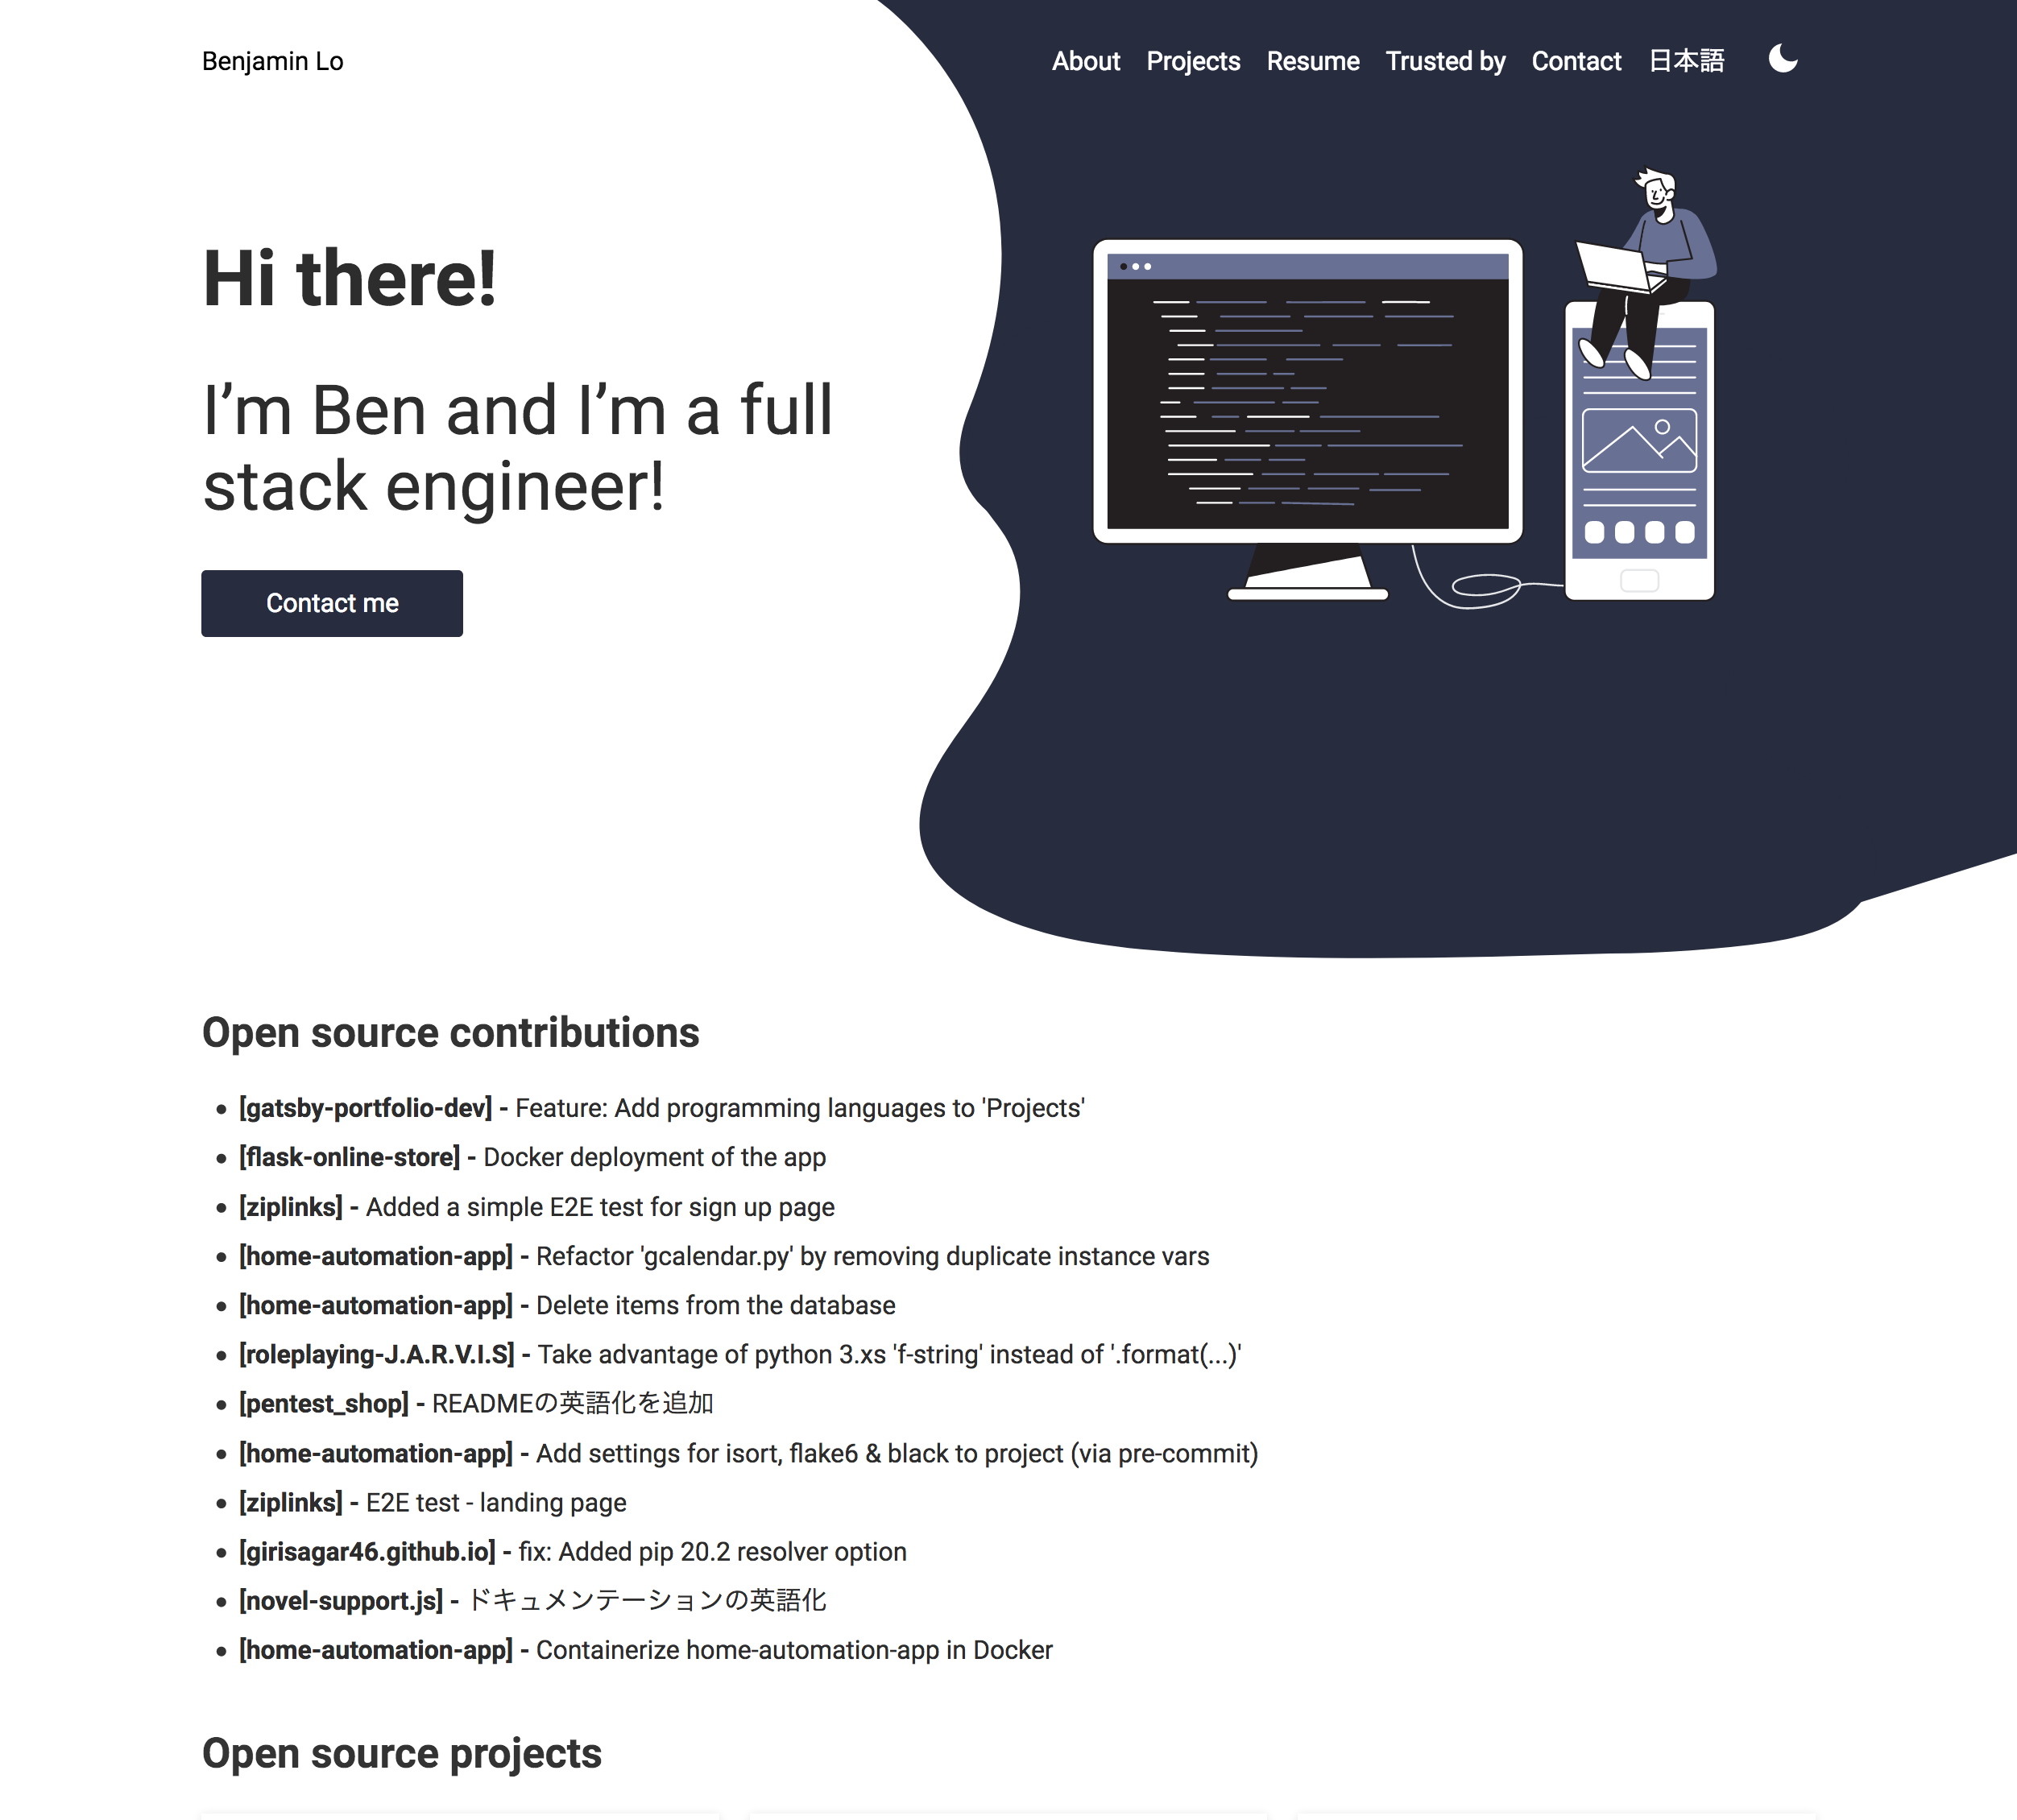 Benjamin Lo
About Projects Resume Trusted by Contact 日本語
Hi there!
I’m Ben and I’m a full
stack engineer!
Contact me
Open source contributions
[gatsby-portfolio-dev] - Feature: Add programming languages to 'Projects'
[flask-online-store] - Docker deployment of the app
[ziplinks] - Added a simple E2E test for sign up page
[home-automation-app] - Refactor 'gcalendar.py' by removing duplicate instance vars
[home-automation-app] - Delete items from the database
[roleplaying-J.A.R.V.I.S] - Take advantage of python 3.xs 'f-string' instead of '.format(...)'
[pentest_shop] - READMEの英語化を追加
[home-automation-app] - Add settings for isort, flake6 & black to project (via pre-commit)
[ziplinks] - E2E test - landing page
[girisagar46.github.io] - fix: Added pip 20.2 resolver option
[novel-support.js] - ドキュメンテーションの英語化
[home-automation-app] - Containerize home-automation-app in Docker
Open source projects